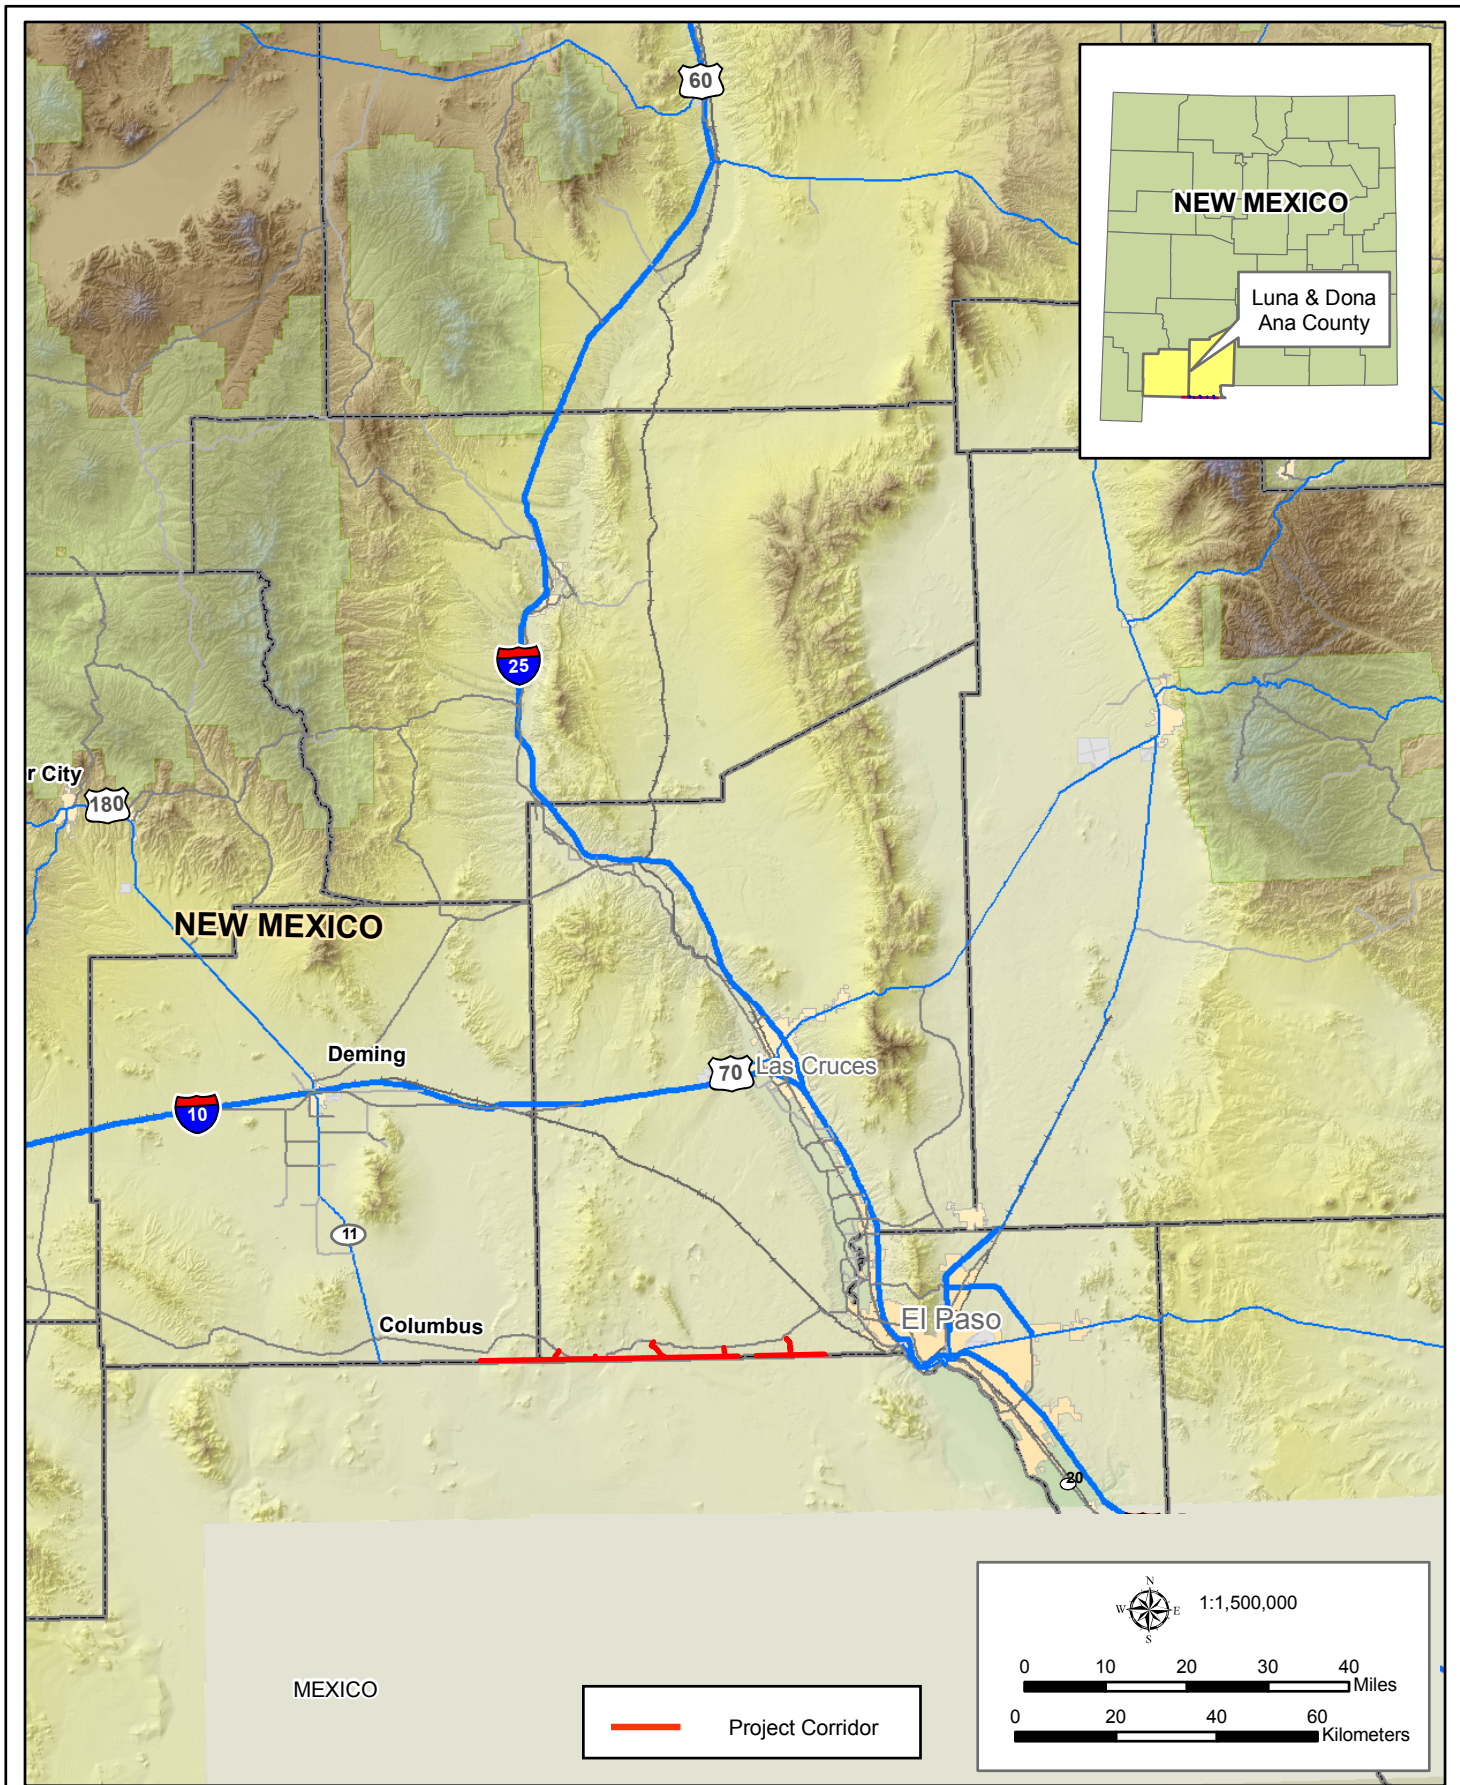 60
NEW MEXICO
Luna & Dona
Ana County
25
r City
180
NEW MEXICO
Deming
70
Las Cruces
10
11
Columbus
El Paso
20
N
W
E
S
1:1,500,000
0 10 20 30 40
Miles
0 20 40 60
Kilometers
MEXICO
Project Corridor